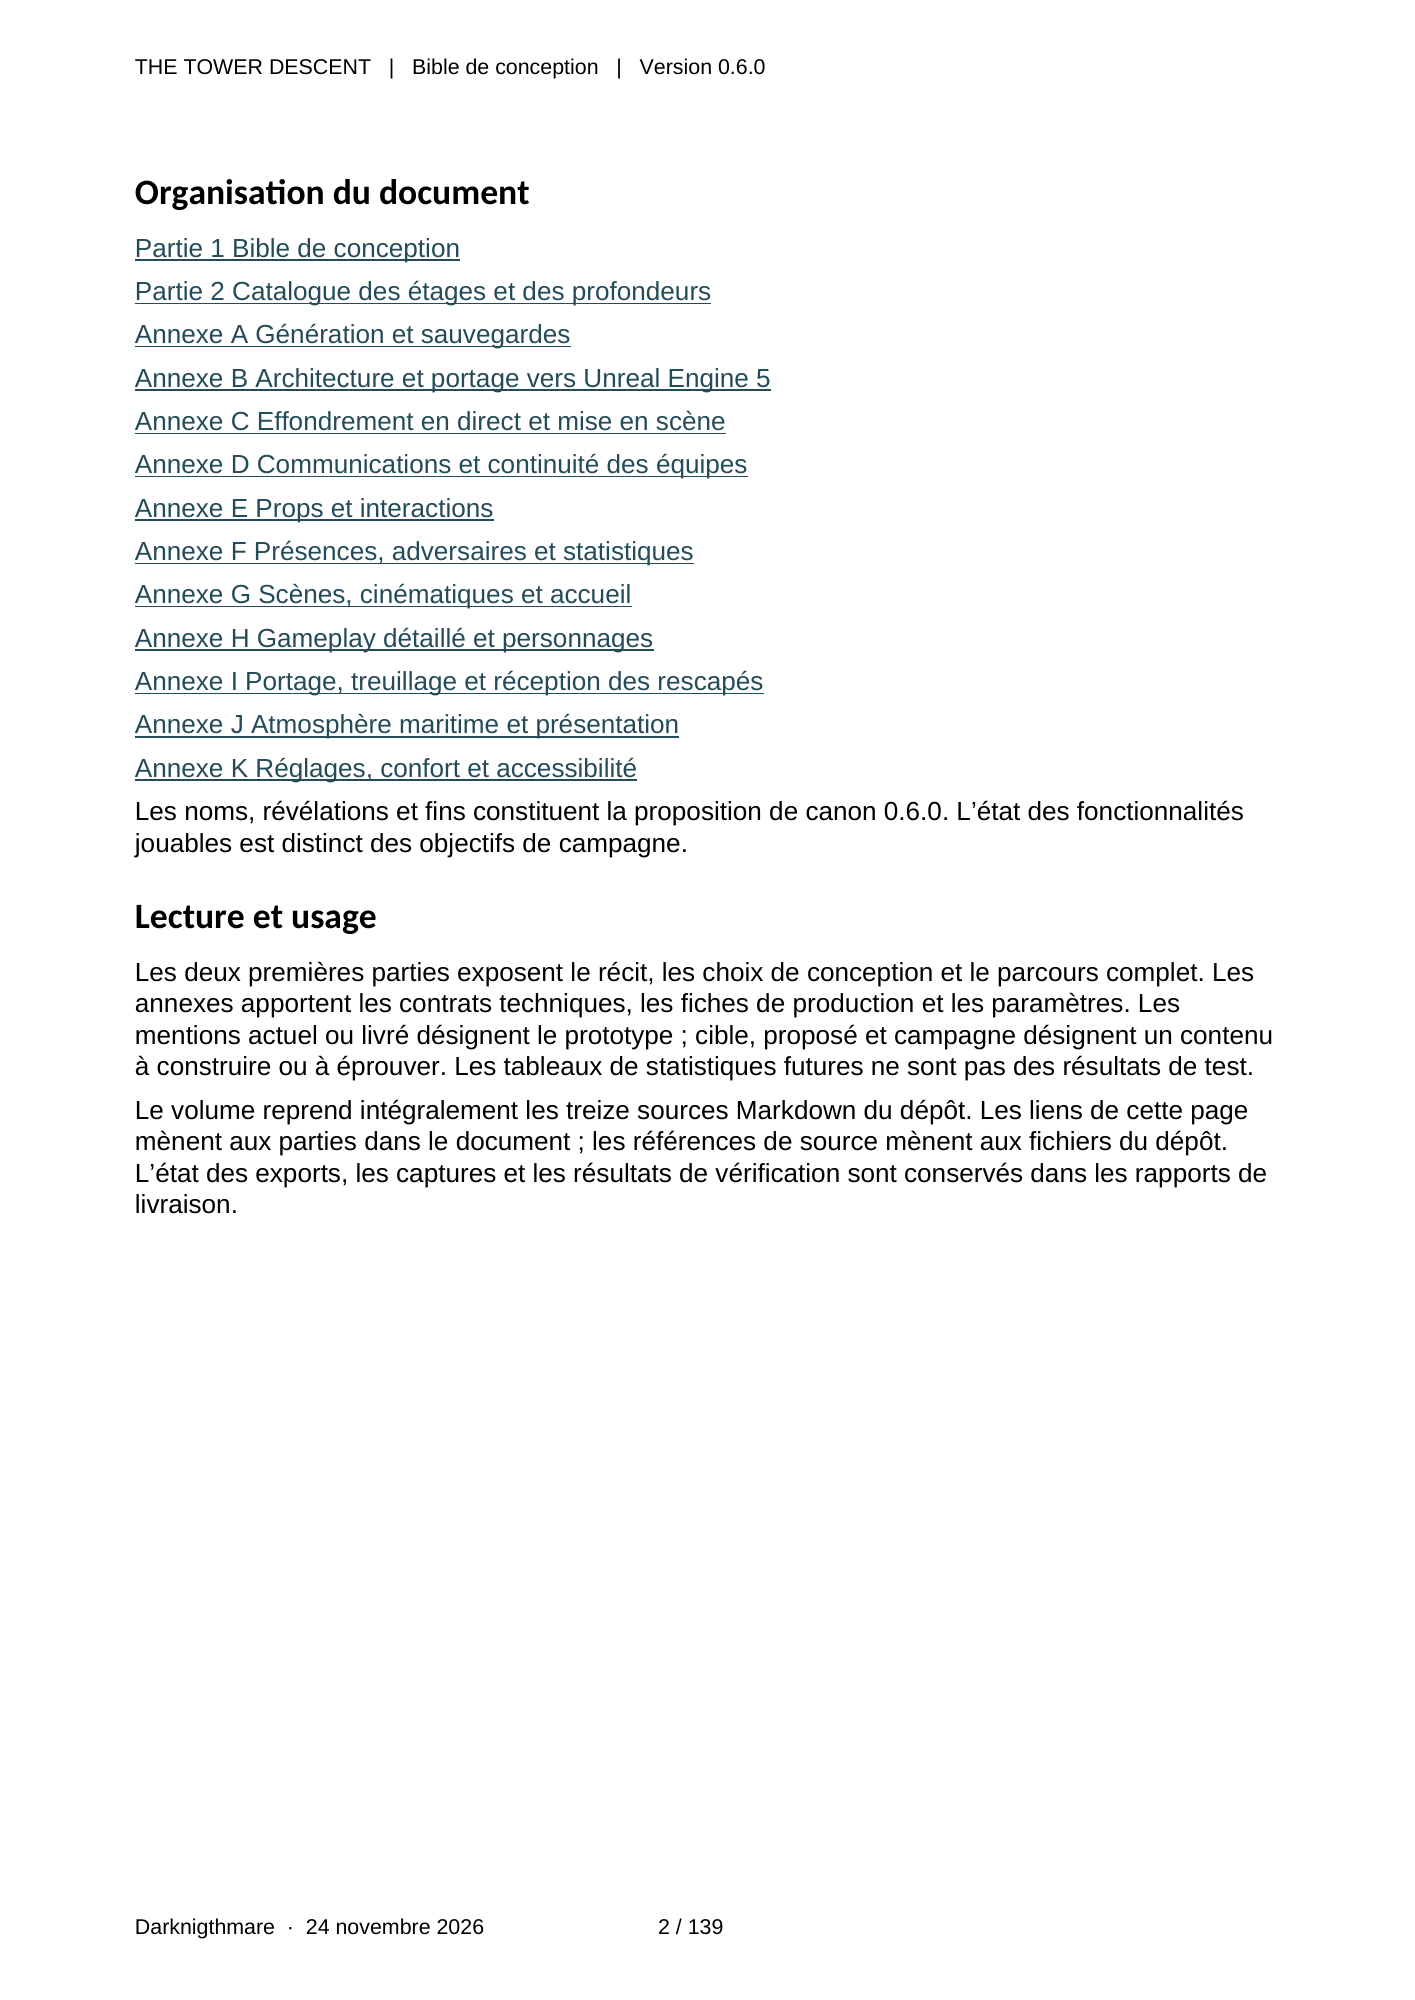 THE TOWER DESCENT | Bible de conception | Version 0.6.0
Organisation du document
Partie 1 Bible de conception
Partie 2 Catalogue des étages et des profondeurs
Annexe A Génération et sauvegardes
Annexe B Architecture et portage vers Unreal Engine 5
Annexe C Effondrement en direct et mise en scène
Annexe D Communications et continuité des équipes
Annexe E Props et interactions
Annexe F Présences, adversaires et statistiques
Annexe G Scènes, cinématiques et accueil
Annexe H Gameplay détaillé et personnages
Annexe I Portage, treuillage et réception des rescapés
Annexe J Atmosphère maritime et présentation
Annexe K Réglages, confort et accessibilité
Les noms, révélations et fins constituent la proposition de canon 0.6.0. L’état des fonctionnalités
jouables est distinct des objectifs de campagne.
Lecture et usage
Les deux premières parties exposent le récit, les choix de conception et le parcours complet. Les
annexes apportent les contrats techniques, les fiches de production et les paramètres. Les
mentions actuel ou livré désignent le prototype ; cible, proposé et campagne désignent un contenu
à construire ou à éprouver. Les tableaux de statistiques futures ne sont pas des résultats de test.
Le volume reprend intégralement les treize sources Markdown du dépôt. Les liens de cette page
mènent aux parties dans le document ; les références de source mènent aux fichiers du dépôt.
L’état des exports, les captures et les résultats de vérification sont conservés dans les rapports de
livraison.
Darknigthmare · 24 novembre 2026 2 / 139